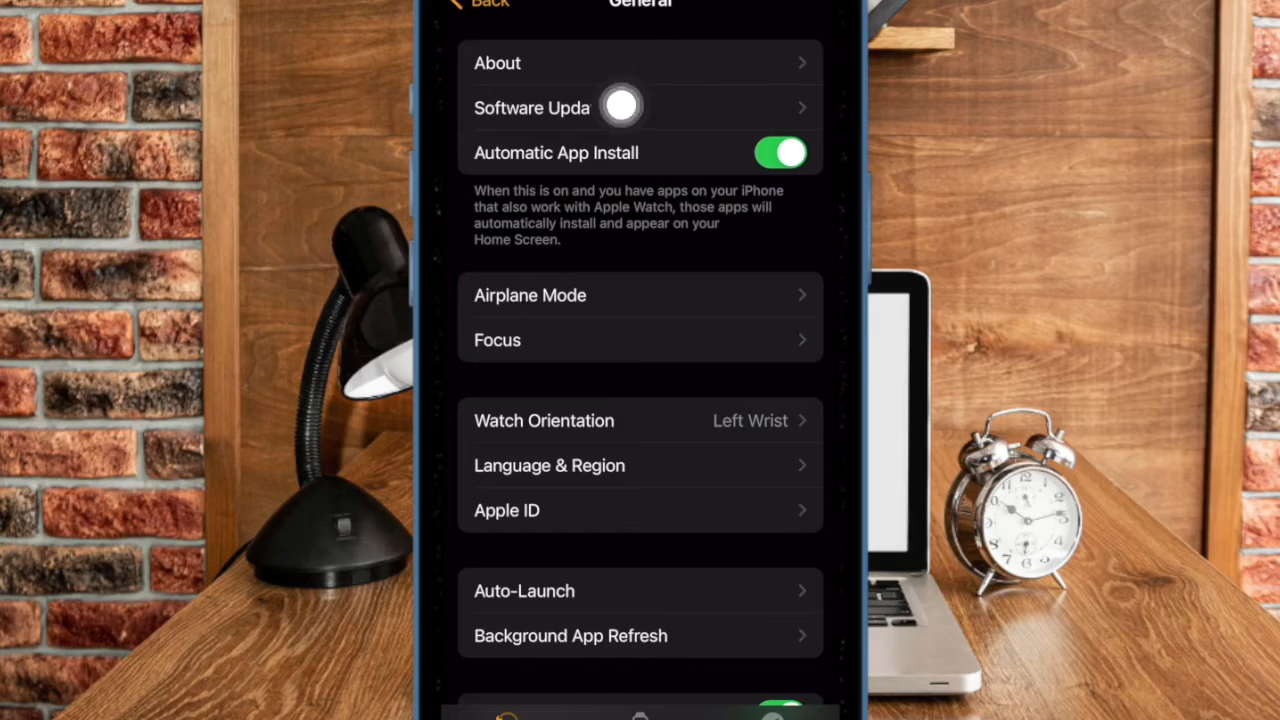 Back
General
About
Software Upda
Automatic App Install
When this is on and you have apps on your iPhone
that also work with Apple Watch, those apps will
automatically install and appear on your
Home Screen.
Airplane Mode
Focus
Watch Orientation Left Wrist
Language & Region
Apple ID
Auto-Launch
Background App Refresh